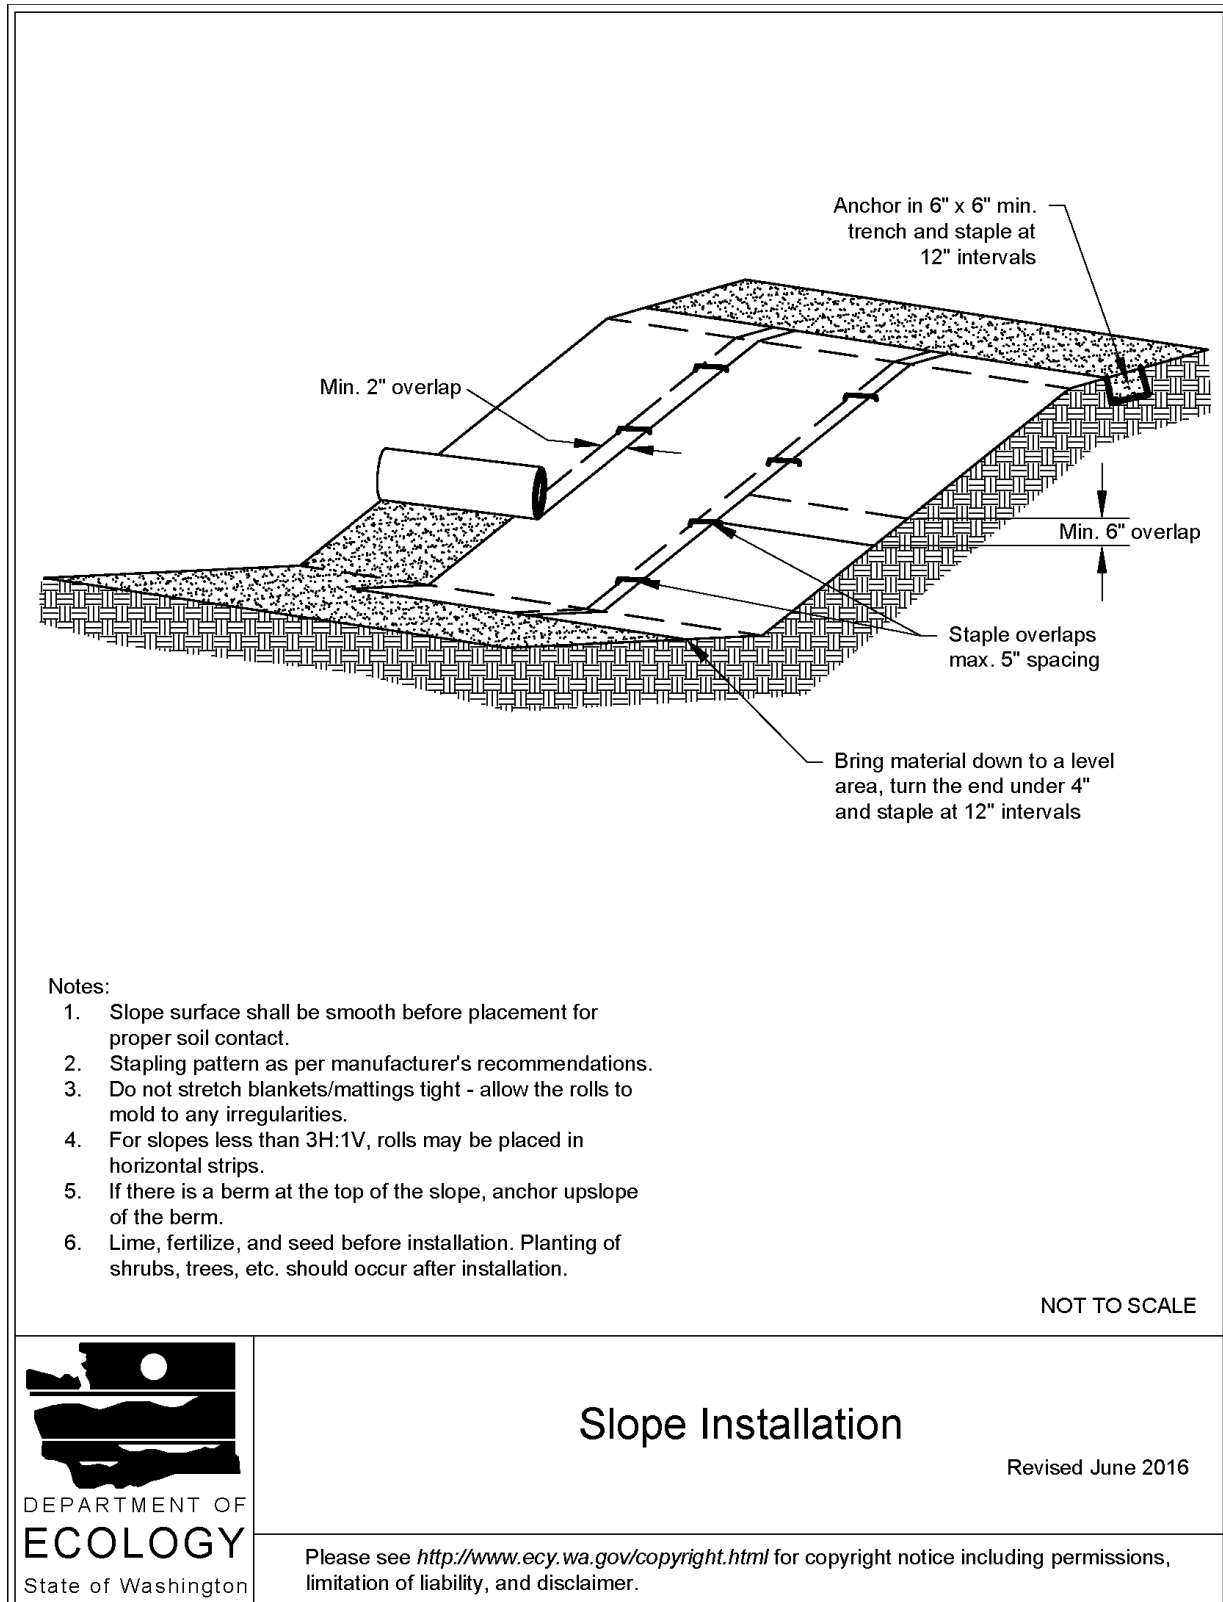 Anchor in 6" x 6" min.
trench and staple at
12" intervals
Min. 2" overlap
Min. 6" overlap
Staple overlaps
max. 5" spacing
Bring material down to a level
area, turn the end under 4"
and staple at 12" intervals
Notes:
1. Slope surface shall be smooth before placement for
proper soil contact.
2. Stapling pattern as per manufacturer's recommendations.
3. Do not stretch blankets/mattings tight - allow the rolls to
mold to any irregularities.
4. For slopes less than 3H:1V, rolls may be placed in
horizontal strips.
5. If there is a berm at the top of the slope, anchor upslope
of the berm.
6. Lime, fertilize, and seed before installation. Planting of
shrubs, trees, etc. should occur after installation.
NOT TO SCALE
DEPARTMENT OF
ECOLOGY
State of Washington
Slope Installation
Revised June 2016
Please see http://www.ecy.wa.gov/copyright.html for copyright notice including permissions,
limitation of liability, and disclaimer.